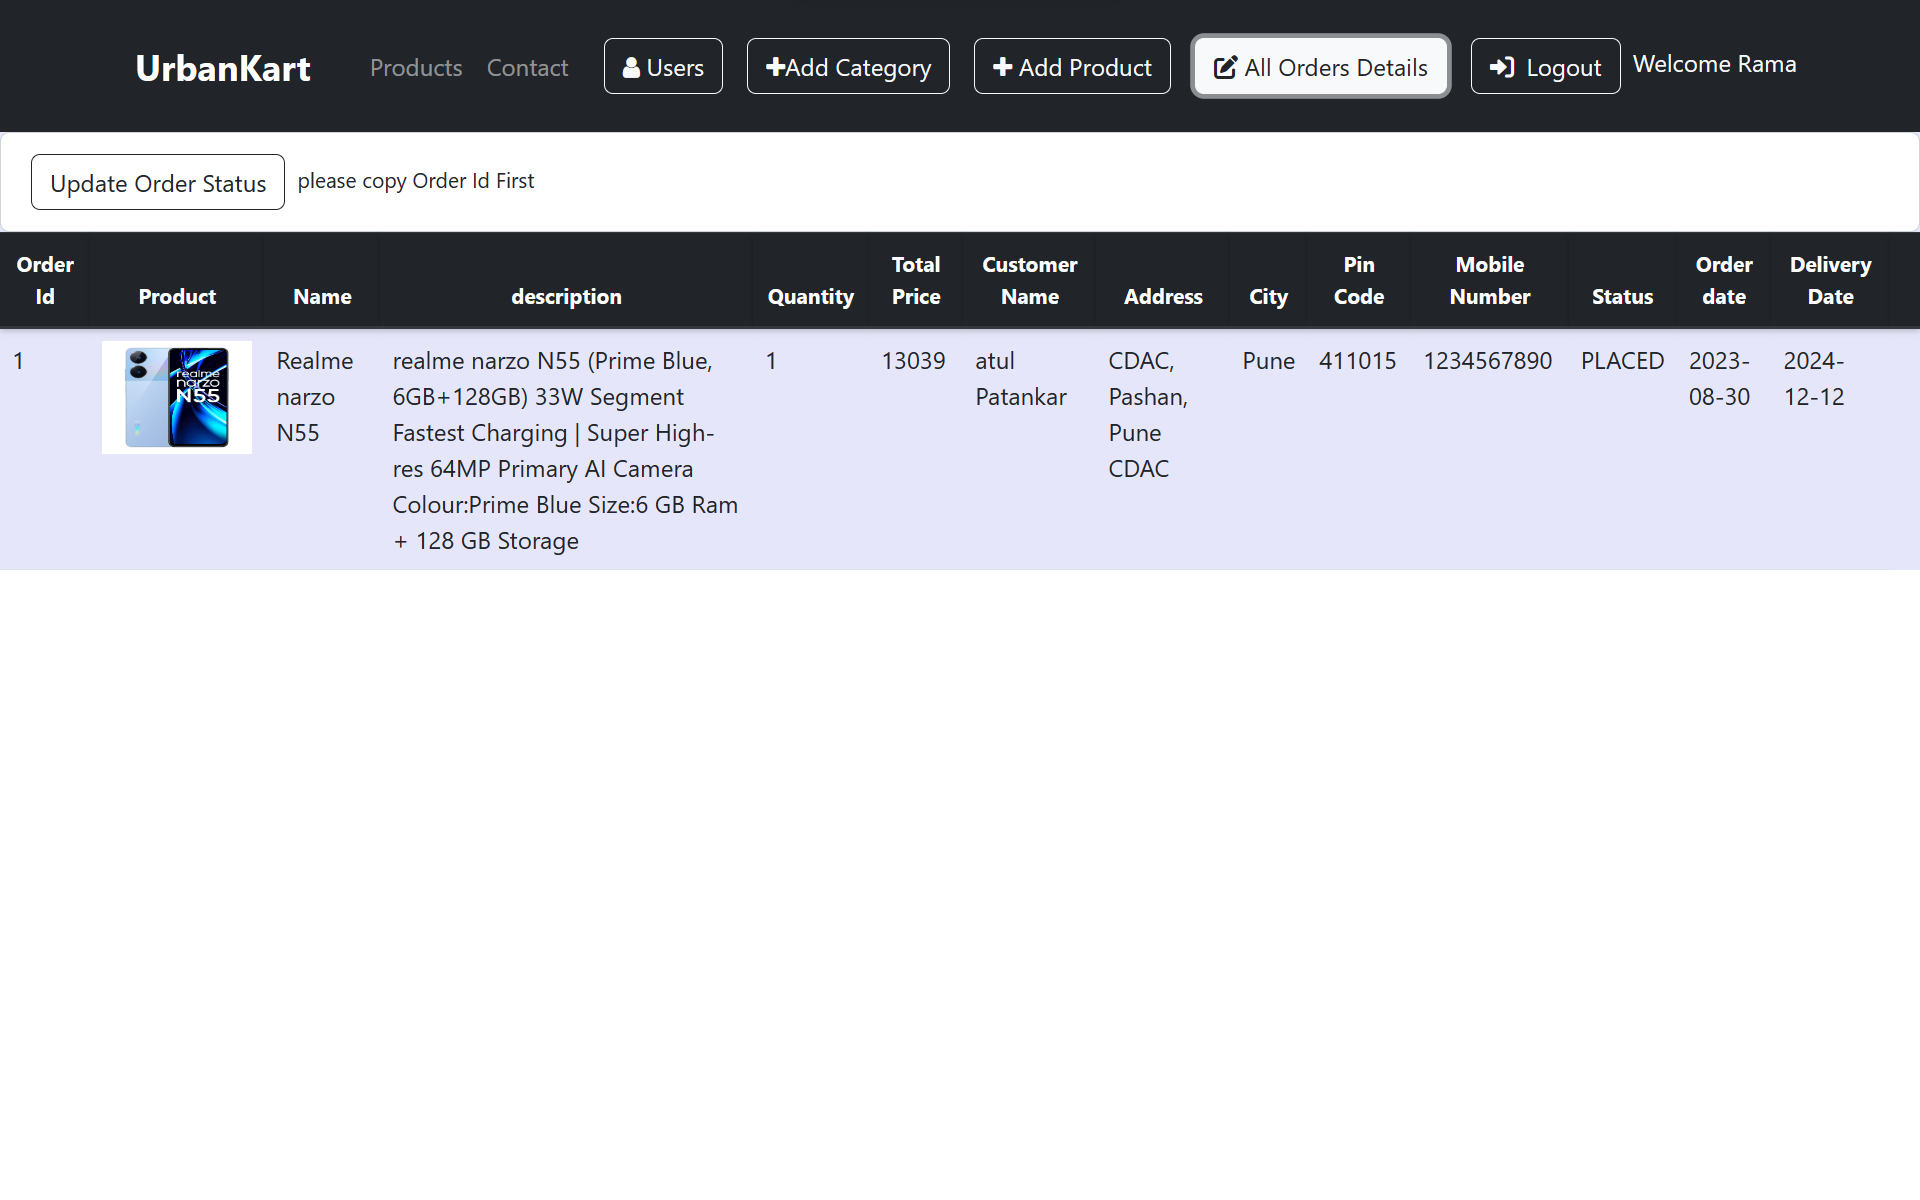 UrbanKart Products Contact Users Add Category Add Product All Orders Details Logout Welcome Rama
Update Order Status please copy Order Id First
Order Id Product Name description Quantity Total Price Customer Name Address City Pin Code Mobile Number Status Order date Delivery Date
1
realme
narzo
N55
Realme
narzo
N55
realme narzo N55 (Prime Blue,
6GB+128GB) 33W Segment
Fastest Charging | Super High-
res 64MP Primary AI Camera
Colour:Prime Blue Size:6 GB Ram
+ 128 GB Storage
1
13039
atul
Patankar
CDAC,
Pashan,
Pune
CDAC
Pune
411015
1234567890
PLACED
2023-
08-30
2024-
12-12